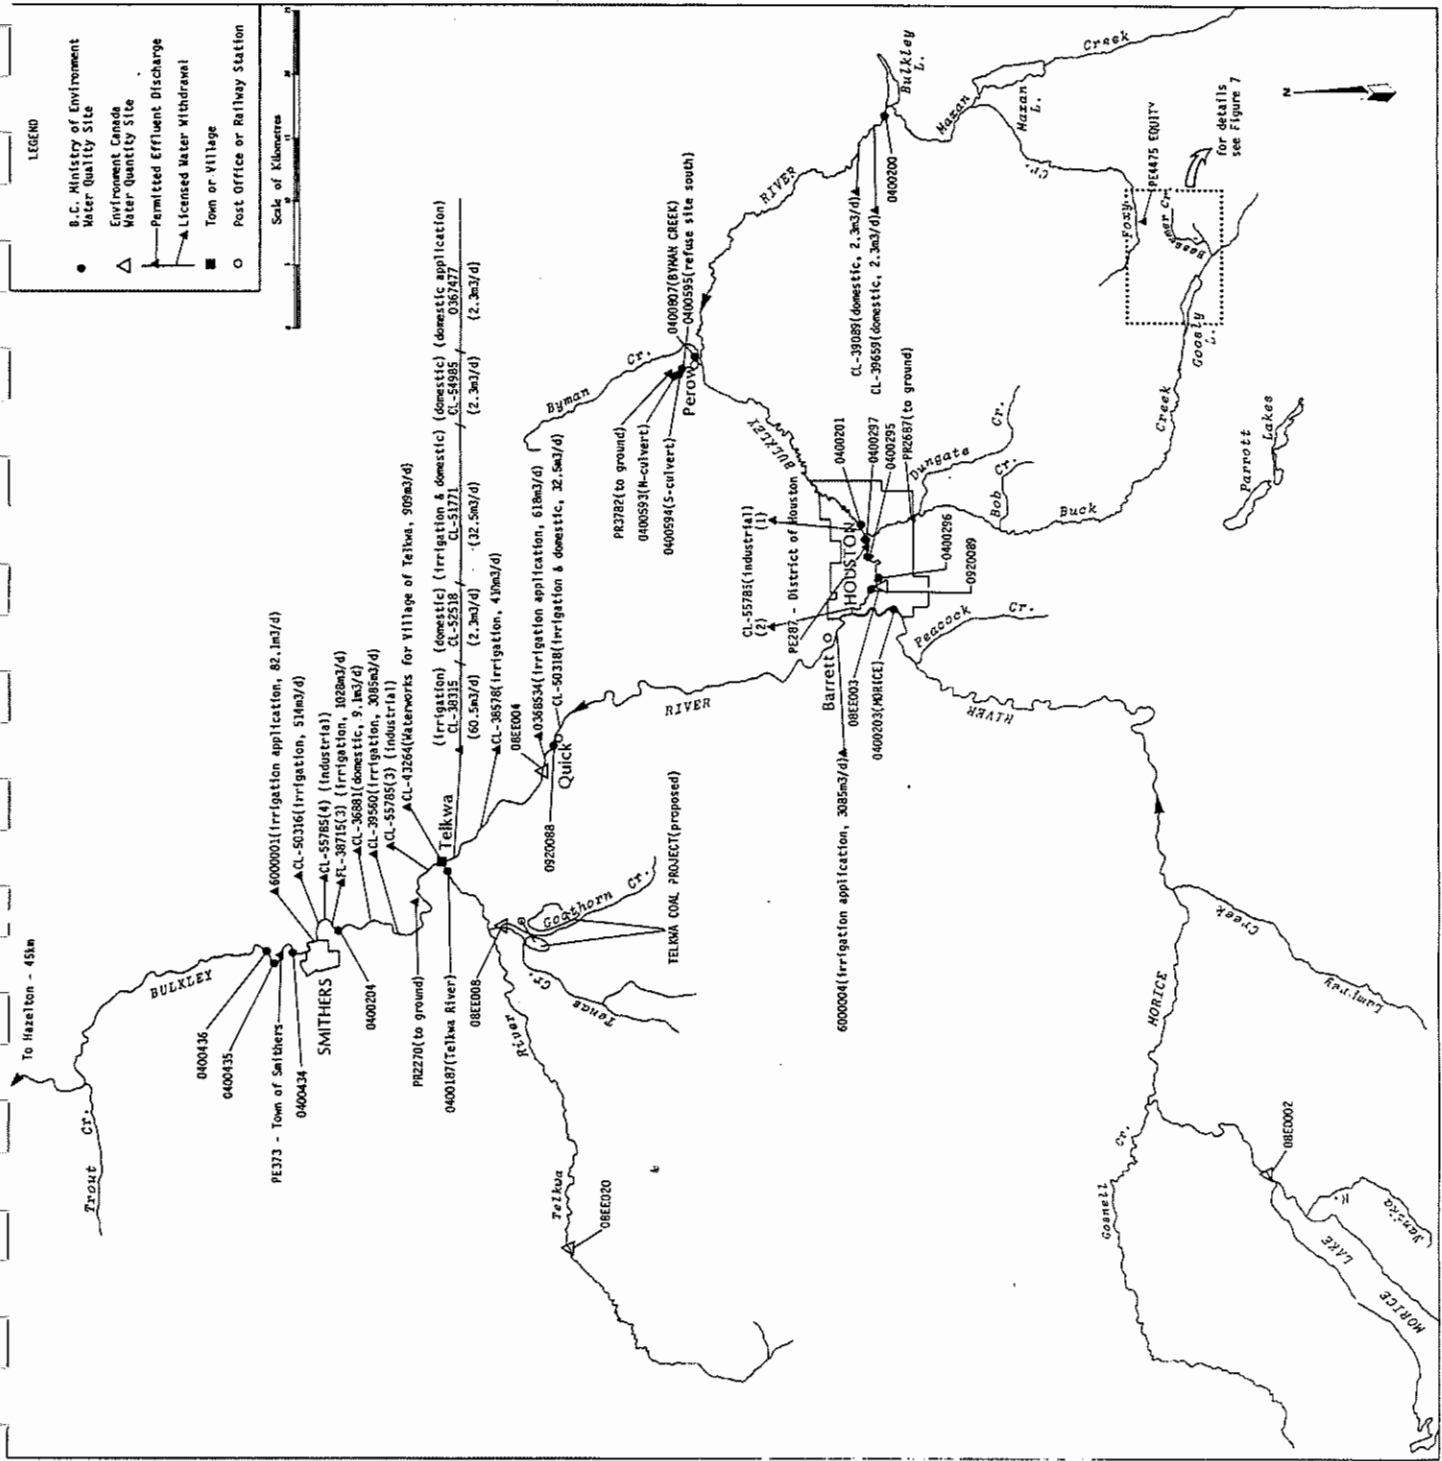 LEGEND
B.C. Ministry of Environment
Water Quality Site
Environment Canada
Water Quantity Site
Permitted Effluent Discharge
Licensed Water Withdrawal
Town or Village
Post Office or Railway Station
Scale of Kilometres
To Hazelton - 45km
Trout Cr.
BULKLEY
0400436
0400435
PE373 - Town of Smithers
0400434
SMITHERS
0400204
6000001(irrigation application, 82.1m3/d)
CL-50316(irrigation, 514m3/d)
CL-55785(4) (industrial)
FL-38715(3) (irrigation, 1028m3/d)
CL-36881(domestic, 9.1m3/d)
CL-39560(irrigation, 3085m3/d)
CL-55785(3) (industrial)
CL-43264(Waterworks for Village of Telkwa, 909m3/d)
Telkwa
PR2270(to ground)
0400187(Telkwa River)
08EE008
(irrigation) (domestic) (irrigation & domestic) (domestic) (domestic application)
CL-38315 CL-52518 CL-51771 CL-54985 0367477
(60.5m3/d) (2.3m3/d) (32.5m3/d) (2.3m3/d) (2.3m3/d)
CL-38578(irrigation,
08EE004
0368534(irrigation application, 618m3/d)
CL-50318(irrigation & domestic, 32.5m3/d)
Quick
0920088
Goathorn Cr.
Tenas Cr.
TELKWA COAL PROJECT(proposed)
Telkwa River
08EE020
RIVER
Byman Cr.
PR3782(to ground)
0400593(N-culvert)
0400594(S-culvert)
Perow
0400807(BYMAN CREEK)
0400595(refuse site south)
RIVER
BULKLEY
Bulkley
L.
0400200
CL-39089(domestic, 2.3m3/d)
CL-39659(domestic, 2.3m3/d)
Maxan Creek
Maxan
L.
Foxy Cr.
PE4475 EQUITY
Bessemer Cr
for details
see Figure 7
N
Goosly
L.
Buck Creek
Parrott Lakes
Bob Cr.
Dungate Cr.
PR2687(to ground)
0400295
0400297
0400201
HOUSTON
CL-55785(industrial)
(1)
(2)
PE287 - District of Houston
0400296
0920089
Barrett
08EE003
0400203(MORICE)
6000004(irrigation application, 3085m3/d)
Peacock Cr.
RIVER
MORICE
Lamprey Creek
Gosnell Cr.
08ED002
MORICE LAKE
Nanika R.